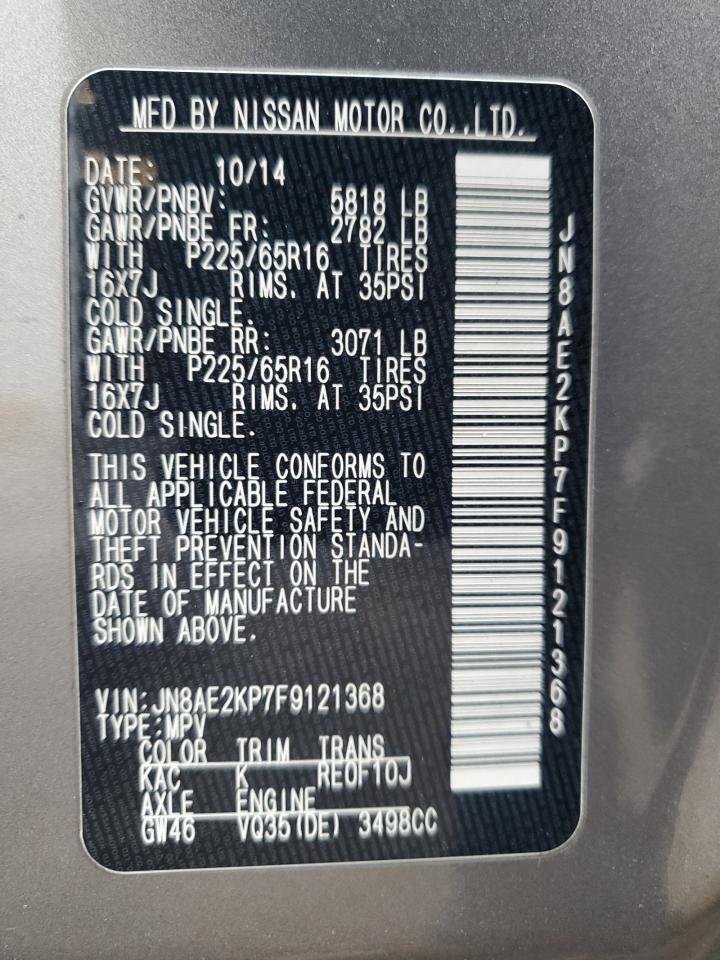 MFD BY NISSAN MOTOR CO.,LTD.
DATE: 10/14
GVWR/PNBV: 5818 LB
GAWR/PNBE FR: 2782 LB
WITH P225/65R16 TIRES
16X7J RIMS. AT 35PSI
COLD SINGLE.
GAWR/PNBE RR: 3071 LB
WITH P225/65R16 TIRES
16X7J RIMS. AT 35PSI
COLD SINGLE.
THIS VEHICLE CONFORMS TO
ALL APPLICABLE FEDERAL
MOTOR VEHICLE SAFETY AND
THEFT PREVENTION STANDA-
RDS IN EFFECT ON THE
DATE OF MANUFACTURE
SHOWN ABOVE.
VIN:JN8AE2KP7F9121368
TYPE:MPV
COLOR TRIM TRANS
KAC K REOF10J
AXLE ENGINE
GW46 VQ35(DE) 3498CC
JN8AE2KP7F9121368